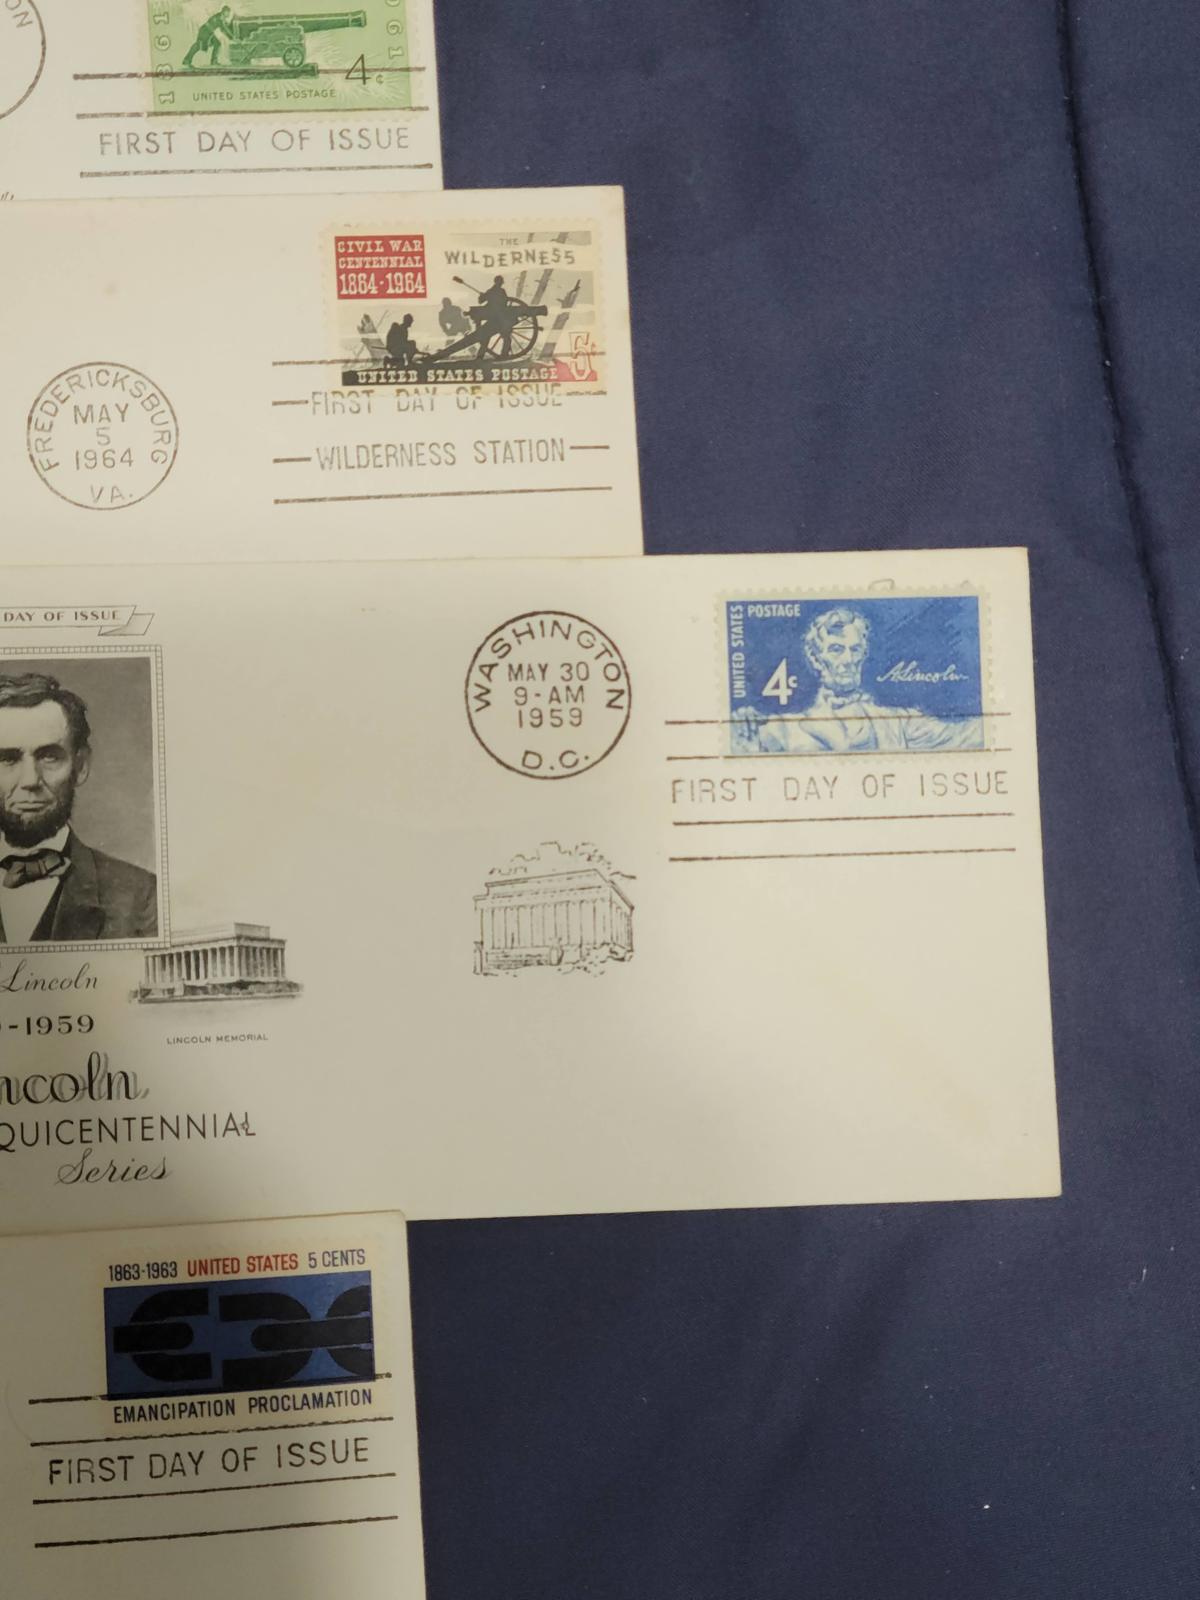 ON
1861
1961
4¢
UNITED STATES POSTAGE
FIRST DAY OF ISSUE
CIVIL WAR
CENTENNIAL
1864-1964
THE
WILDERNESS
5¢
UNITED STATES POSTAGE
FREDERICKSBURG
MAY
5
1964
VA.
FIRST DAY OF ISSUE
WILDERNESS STATION
DAY OF ISSUE
WASHINGTON
MAY 30
9-AM
1959
D.C.
UNITED STATES POSTAGE
4¢
A. Lincoln
FIRST DAY OF ISSUE
Lincoln
-1959
LINCOLN MEMORIAL
ncoln
QUICENTENNIAL
Series
1863-1963 UNITED STATES 5 CENTS
EMANCIPATION PROCLAMATION
FIRST DAY OF ISSUE